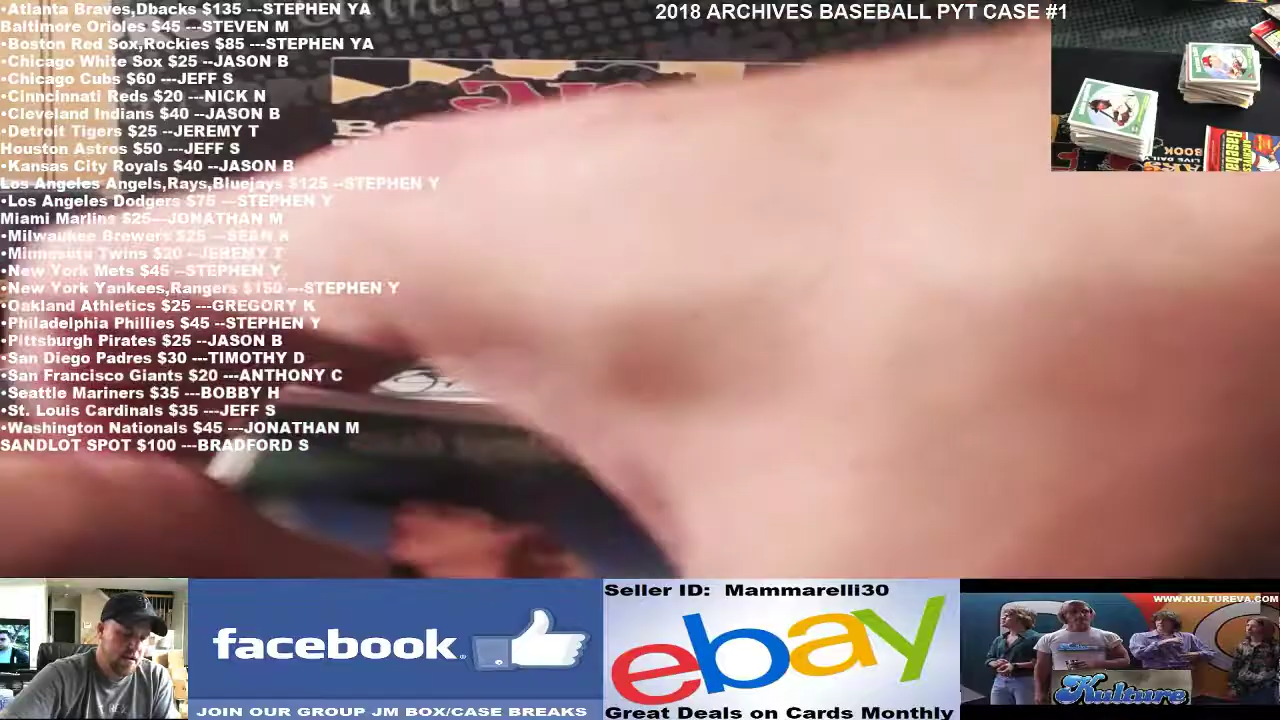 •Atlanta Braves,Dbacks $135 ---STEPHEN YA
Baltimore Orioles $45 ---STEVEN M
•Boston Red Sox,Rockies $85 ---STEPHEN YA
•Chicago White Sox $25 --JASON B
•Chicago Cubs $60 ---JEFF S
•Cinncinnati Reds $20 ---NICK N
•Cleveland Indians $40 --JASON B
•Detroit Tigers $25 --JEREMY T
Houston Astros $50 ---JEFF S
•Kansas City Royals $40 --JASON B
Los Angeles Angels,Rays,Bluejays $125 --STEPHEN Y
•Los Angeles Dodgers $75 ---STEPHEN Y
Miami Marlins $25---JONATHAN M
•Milwaukee Brewers $25 ---SEAN
•Minnesota Twins $20 --JEREMY T
•New York Mets $45 --STEPHEN Y
•New York Yankees,Rangers $150 ---STEPHEN Y
•Oakland Athletics $25 ---GREGORY K
•Philadelphia Phillies $45 --STEPHEN Y
•Pittsburgh Pirates $25 --JASON B
•San Diego Padres $30 ---TIMOTHY D
•San Francisco Giants $20 ---ANTHONY C
•Seattle Mariners $35 ---BOBBY H
•St. Louis Cardinals $35 ---JEFF S
•Washington Nationals $45 ---JONATHAN M
SANDLOT SPOT $100 ---BRADFORD S
2018 ARCHIVES BASEBALL PYT CASE #1
LIVE DAILY
BOOK
ARCHIVES
Baseball
facebook
JOIN OUR GROUP JM BOX/CASE BREAKS
Seller ID: Mammarelli30
ebay
Great Deals on Cards Monthly
WWW.KULTUREVA.COM
Kulture